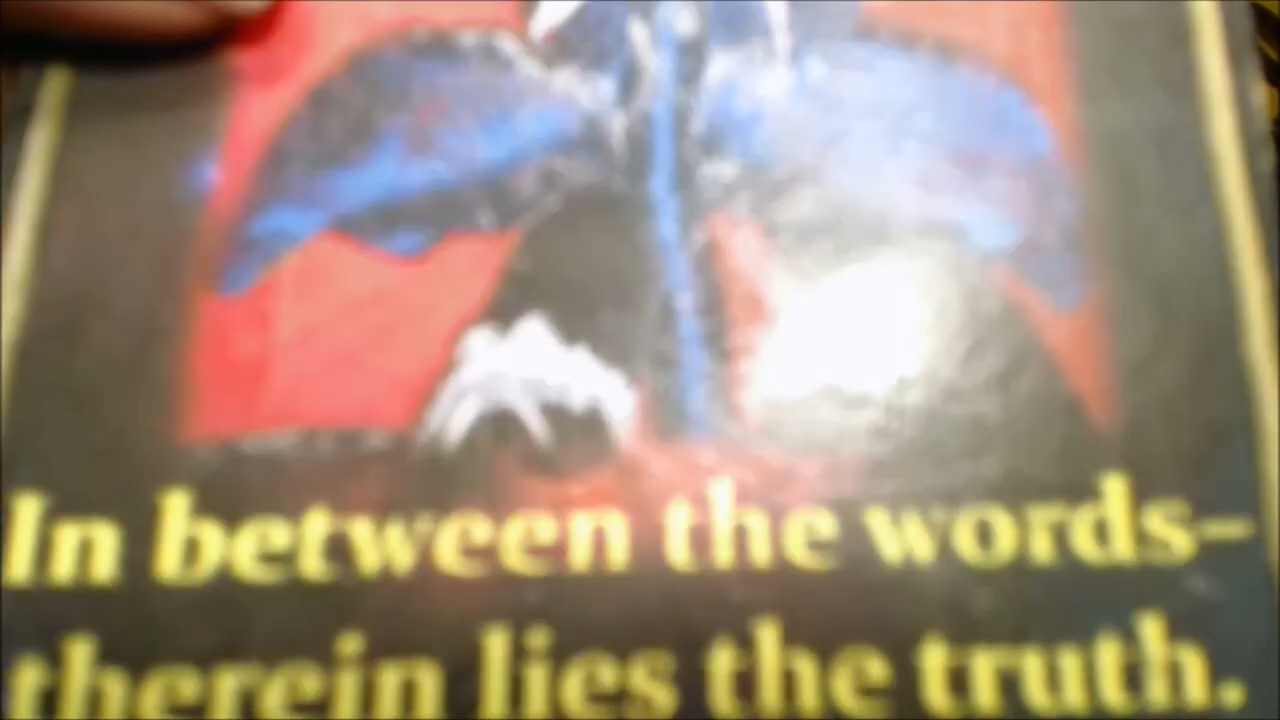 In between the words–
therein lies the truth.